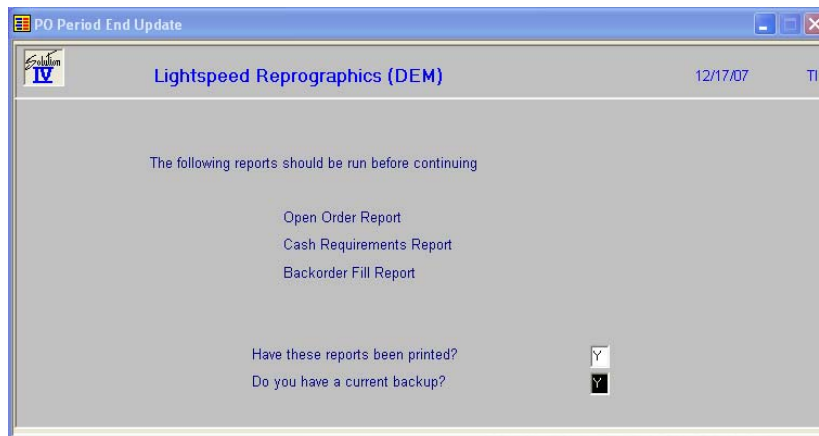 PO Period End Update
Solution
IV
Lightspeed Reprographics (DEM) 12/17/07 TI
The following reports should be run before continuing
Open Order Report
Cash Requirements Report
Backorder Fill Report
Have these reports been printed? Y
Do you have a current backup? Y